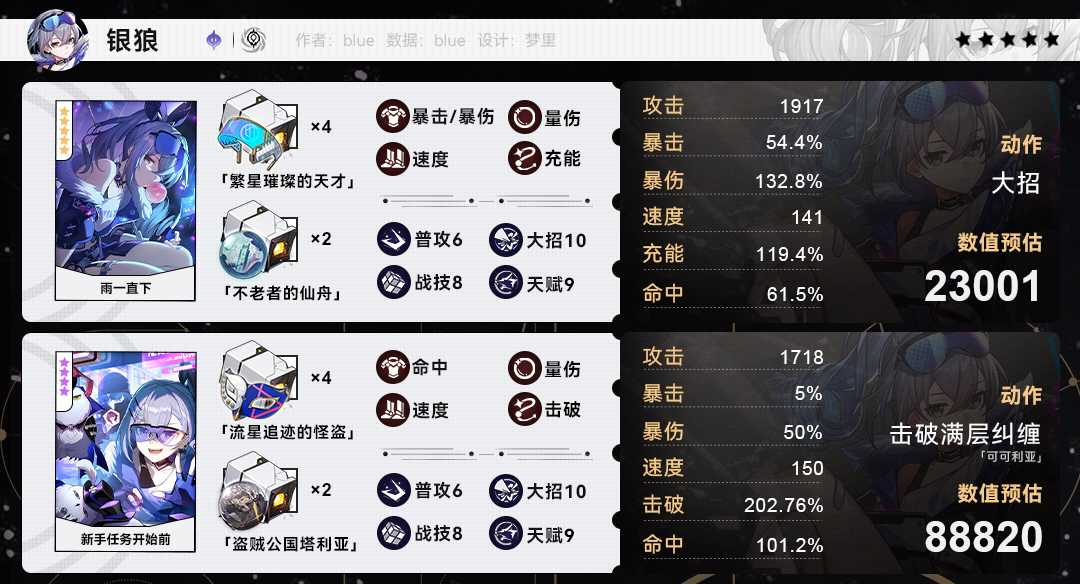 银狼
作者：blue 数据：blue 设计：梦里
雨一直下
×4
「繁星璀璨的天才」
×2
「不老者的仙舟」
暴击/暴伤
量伤
速度
充能
普攻6
大招10
战技8
天赋9
攻击 1917
暴击 54.4%
暴伤 132.8%
速度 141
充能 119.4%
命中 61.5%
动作
大招
数值预估
23001
新手任务开始前
×4
「流星追迹的怪盗」
×2
「盗贼公国塔利亚」
命中
量伤
速度
击破
普攻6
大招10
战技8
天赋9
攻击 1718
暴击 5%
暴伤 50%
速度 150
击破 202.76%
命中 101.2%
动作
击破满层纠缠
「可可利亚」
数值预估
88820